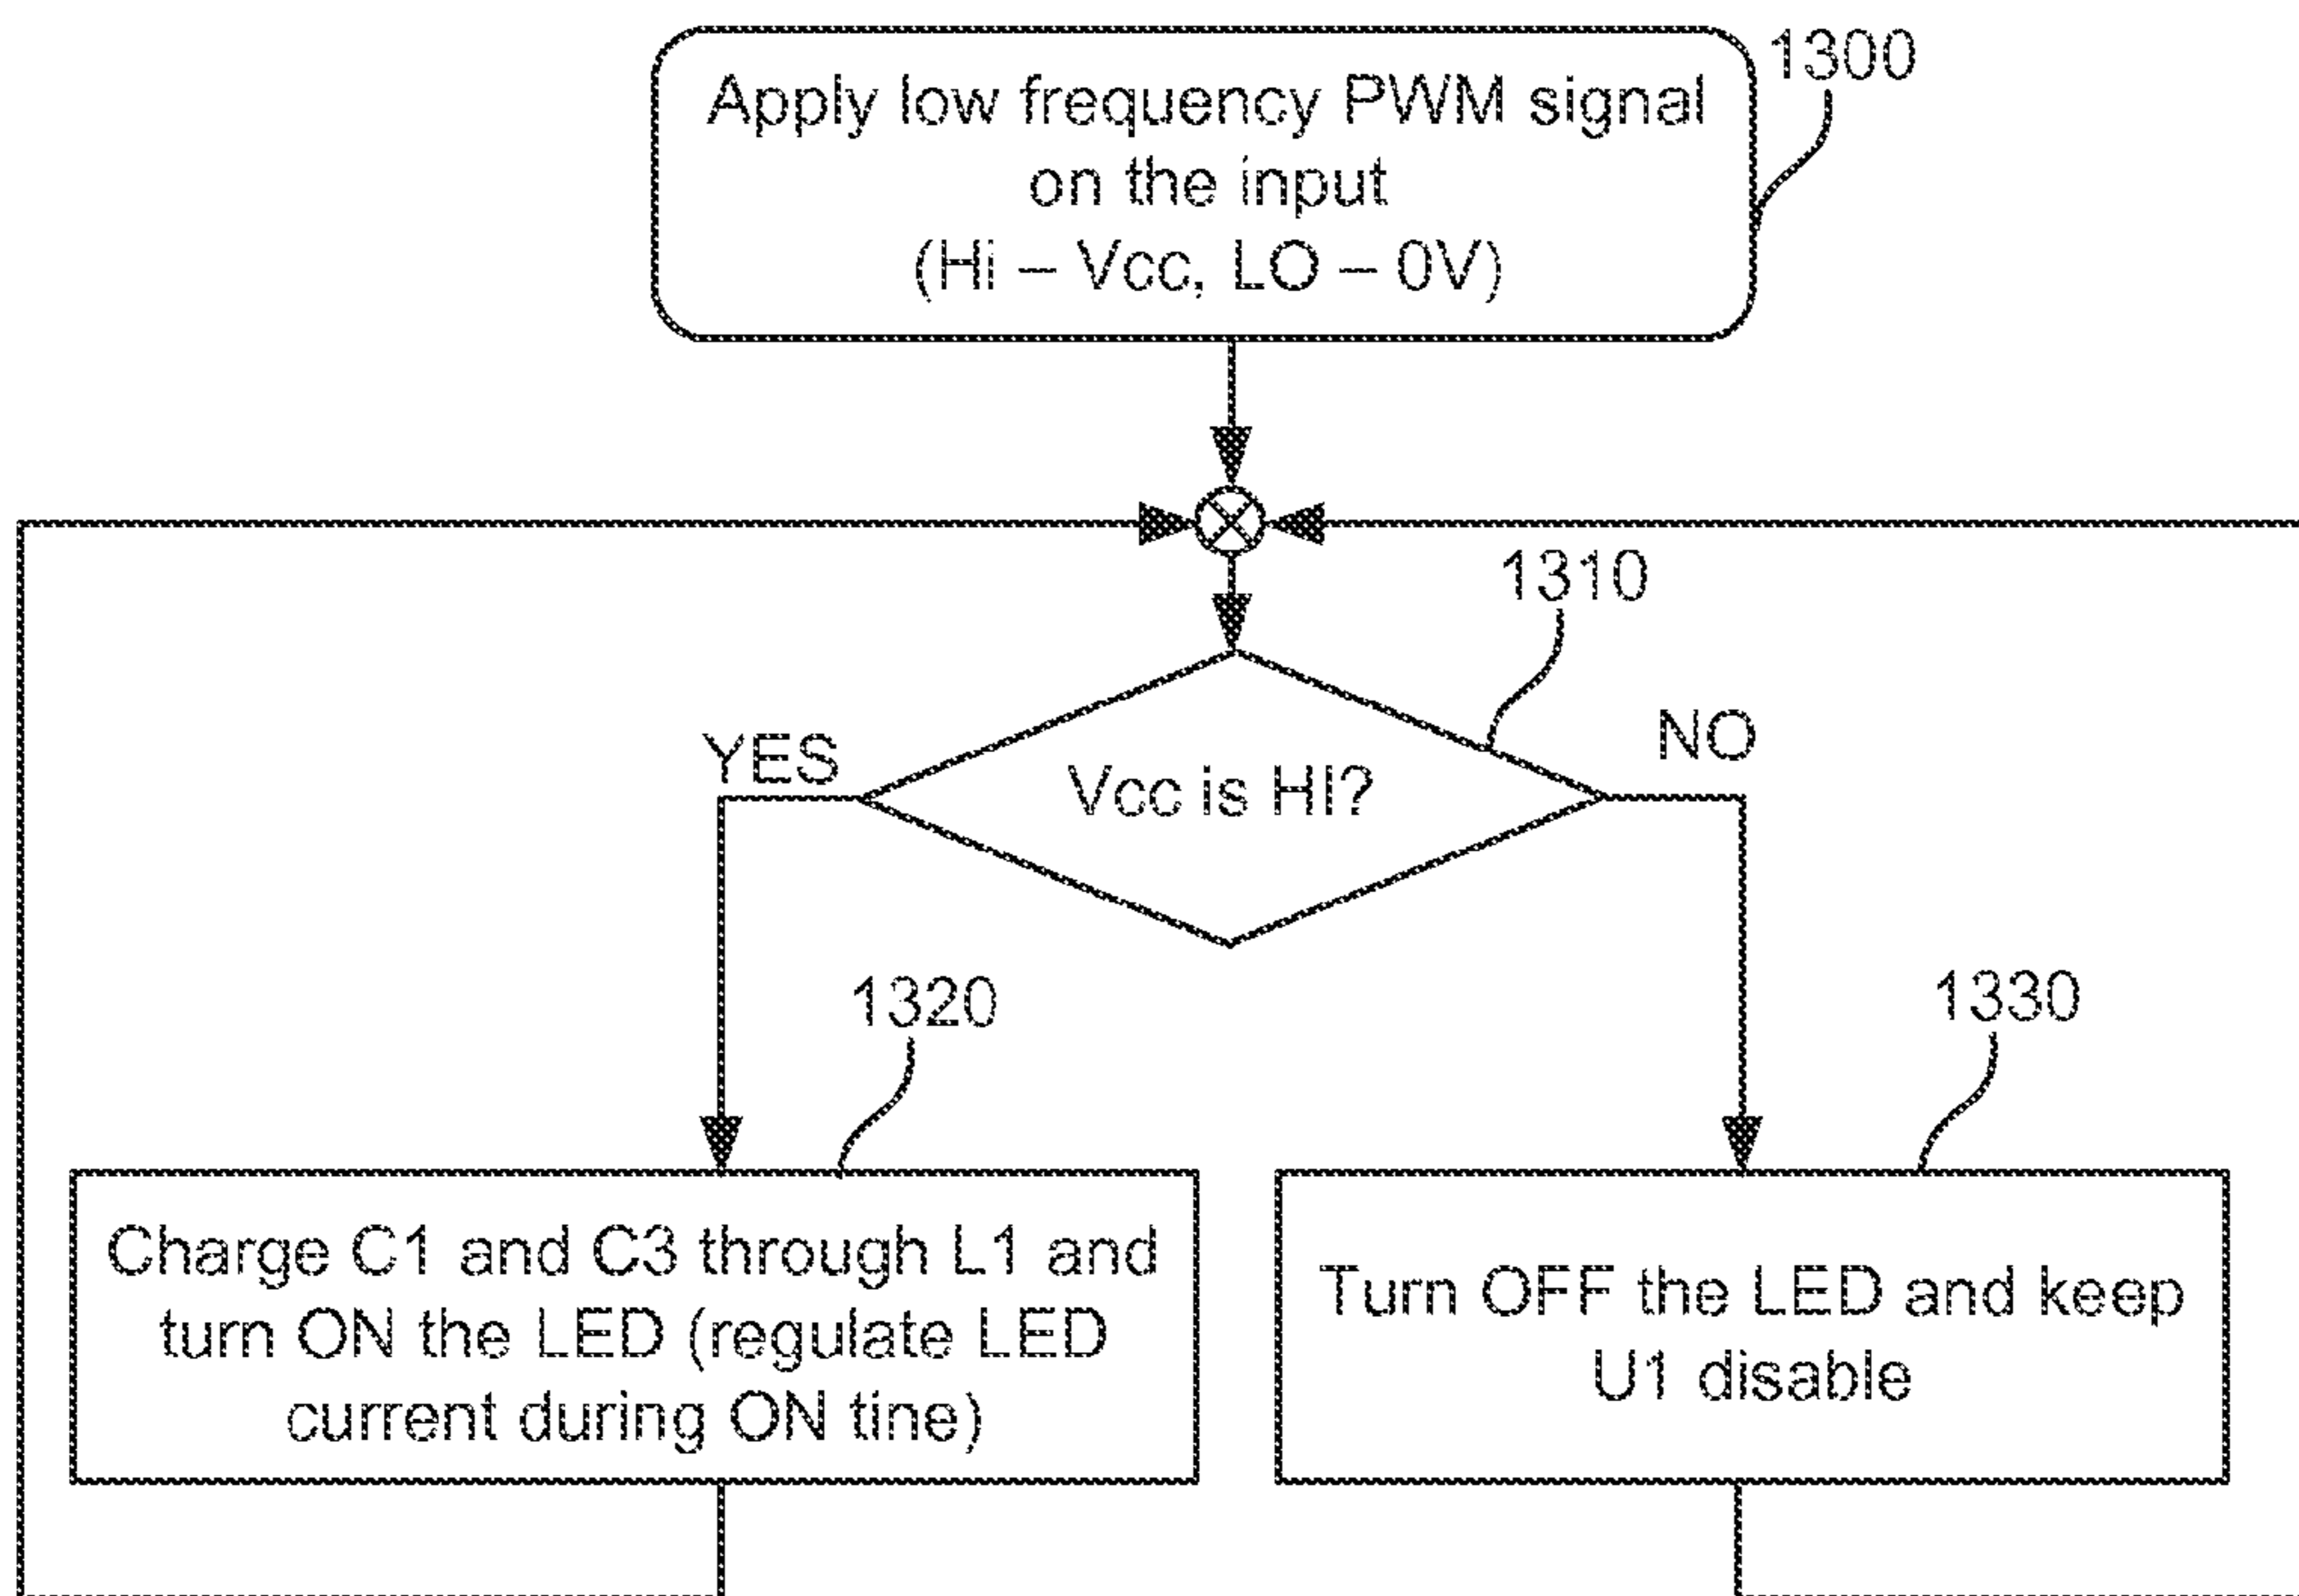 Apply low frequency PWM signal
on the input
(Hi – Vcc, LO – 0V)
1300
1310
YES
NO
Vcc is HI?
1320
1330
Charge C1 and C3 through L1 and
turn ON the LED (regulate LED
current during ON tine)
Turn OFF the LED and keep
U1 disable